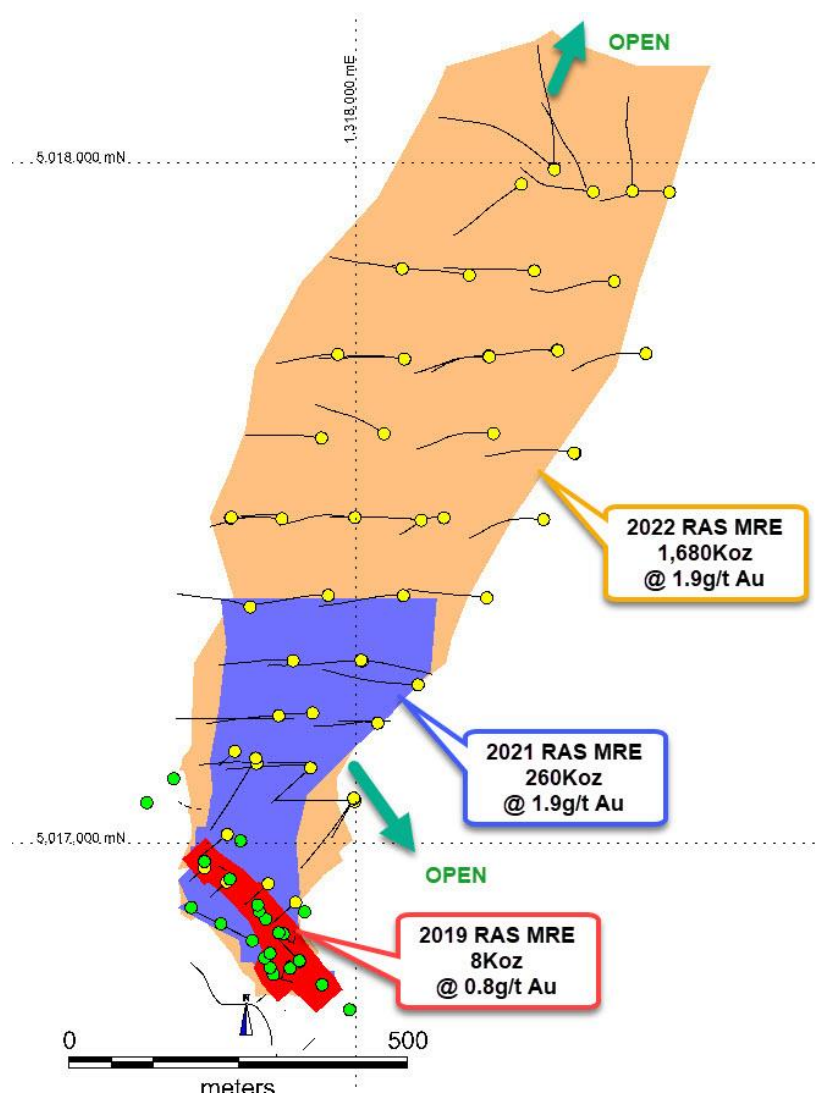 OPEN
1,318,000 mE
5,018,000 mN
2022 RAS MRE
1,680Koz
@ 1.9g/t Au
2021 RAS MRE
260Koz
@ 1.9g/t Au
5,017,000 mN
OPEN
2019 RAS MRE
8Koz
@ 0.8g/t Au
N
0 500
meters